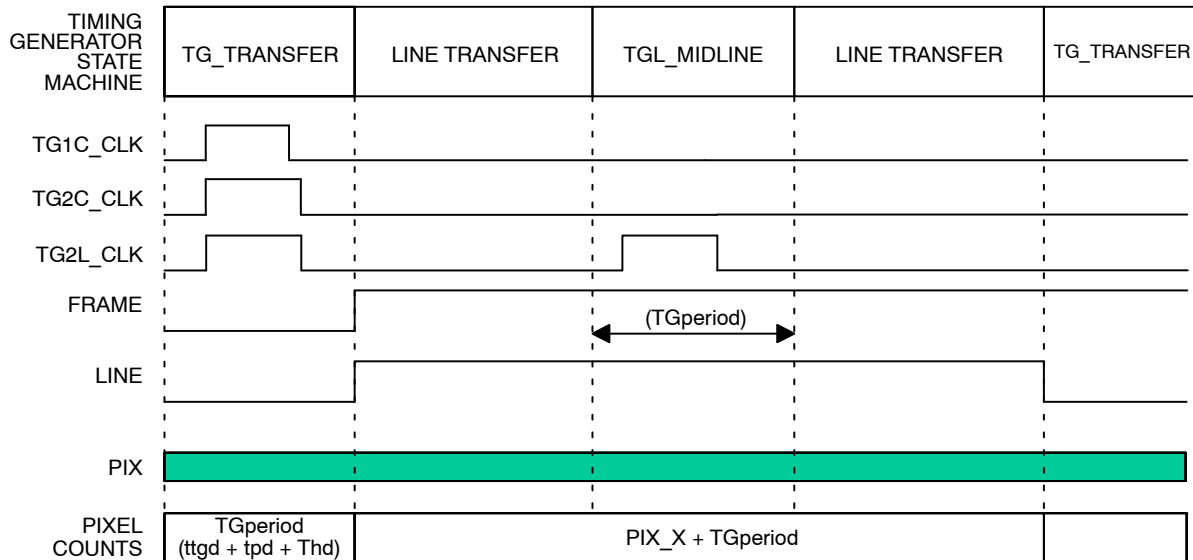 TIMING
GENERATOR
STATE
MACHINE
TG_TRANSFER
LINE TRANSFER
TGL_MIDLINE
LINE TRANSFER
TG_TRANSFER
TG1C_CLK
TG2C_CLK
TG2L_CLK
FRAME
(TGperiod)
LINE
PIX
PIXEL
COUNTS
TGperiod
(ttgd + tpd + Thd)
PIX_X + TGperiod